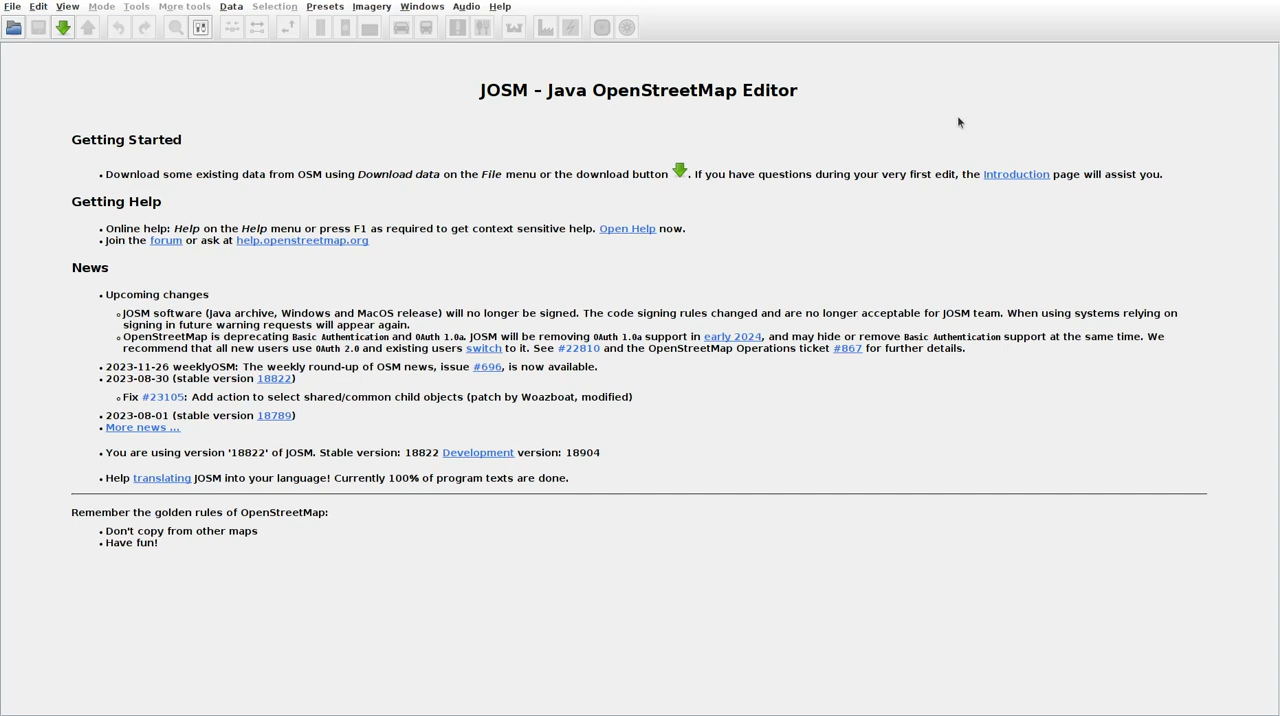 File Edit View Mode Tools More tools Data Selection Presets Imagery Windows Audio Help
JOSM – Java OpenStreetMap Editor
Getting Started
Download some existing data from OSM using Download data on the File menu or the download button . If you have questions during your very first edit, the Introduction page will assist you.
Getting Help
Online help: Help on the Help menu or press F1 as required to get context sensitive help. Open Help now.
Join the forum or ask at help.openstreetmap.org
News
Upcoming changes
JOSM software (Java archive, Windows and MacOS release) will no longer be signed. The code signing rules changed and are no longer acceptable for JOSM team. When using systems relying on
signing in future warning requests will appear again.
OpenStreetMap is deprecating Basic Authentication and OAuth 1.0a. JOSM will be removing OAuth 1.0a support in early 2024, and may hide or remove Basic Authentication support at the same time. We
recommend that all new users use OAuth 2.0 and existing users switch to it. See #22810 and the OpenStreetMap Operations ticket #867 for further details.
2023-11-26 weeklyOSM: The weekly round-up of OSM news, issue #696, is now available.
2023-08-30 (stable version 18822)
Fix #23105: Add action to select shared/common child objects (patch by Woazboat, modified)
2023-08-01 (stable version 18789)
More news ...
You are using version '18822' of JOSM. Stable version: 18822 Development version: 18904
Help translating JOSM into your language! Currently 100% of program texts are done.
Remember the golden rules of OpenStreetMap:
Don't copy from other maps
Have fun!